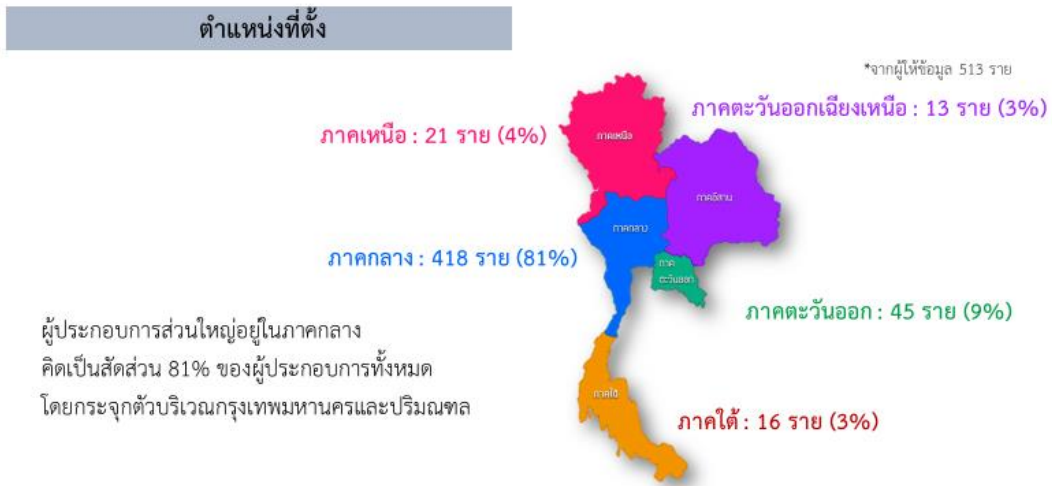 ตำแหน่งที่ตั้ง
*จากผู้ให้ข้อมูล 513 ราย
ภาคตะวันออกเฉียงเหนือ : 13 ราย (3%)
ภาคเหนือ : 21 ราย (4%)
ภาคเหนือ
ภาคอีสาน
ภาคกลาง
ภาคกลาง : 418 ราย (81%)
ภาค
ตะวันออก
ภาคตะวันออก : 45 ราย (9%)
ผู้ประกอบการส่วนใหญ่อยู่ในภาคกลาง
คิดเป็นสัดส่วน 81% ของผู้ประกอบการทั้งหมด
โดยกระจุกตัวบริเวณกรุงเทพมหานครและปริมณฑล
ภาคใต้
ภาคใต้ : 16 ราย (3%)